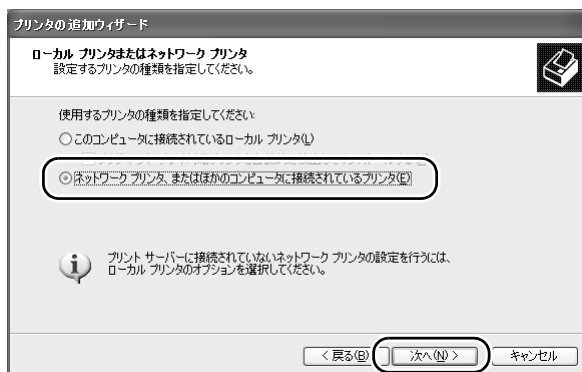 プリンタの追加ウィザード
ローカル プリンタまたはネットワーク プリンタ
設定するプリンタの種類を指定してください。
使用するプリンタの種類を指定してください:
このコンピュータに接続されているローカル プリンタ(L)
ネットワーク プリンタ、またはほかのコンピュータに接続されているプリンタ(E)
プリント サーバーに接続されていないネットワーク プリンタの設定を行うには、
ローカル プリンタのオプションを選択してください。
< 戻る(B) 次へ(N) > キャンセル